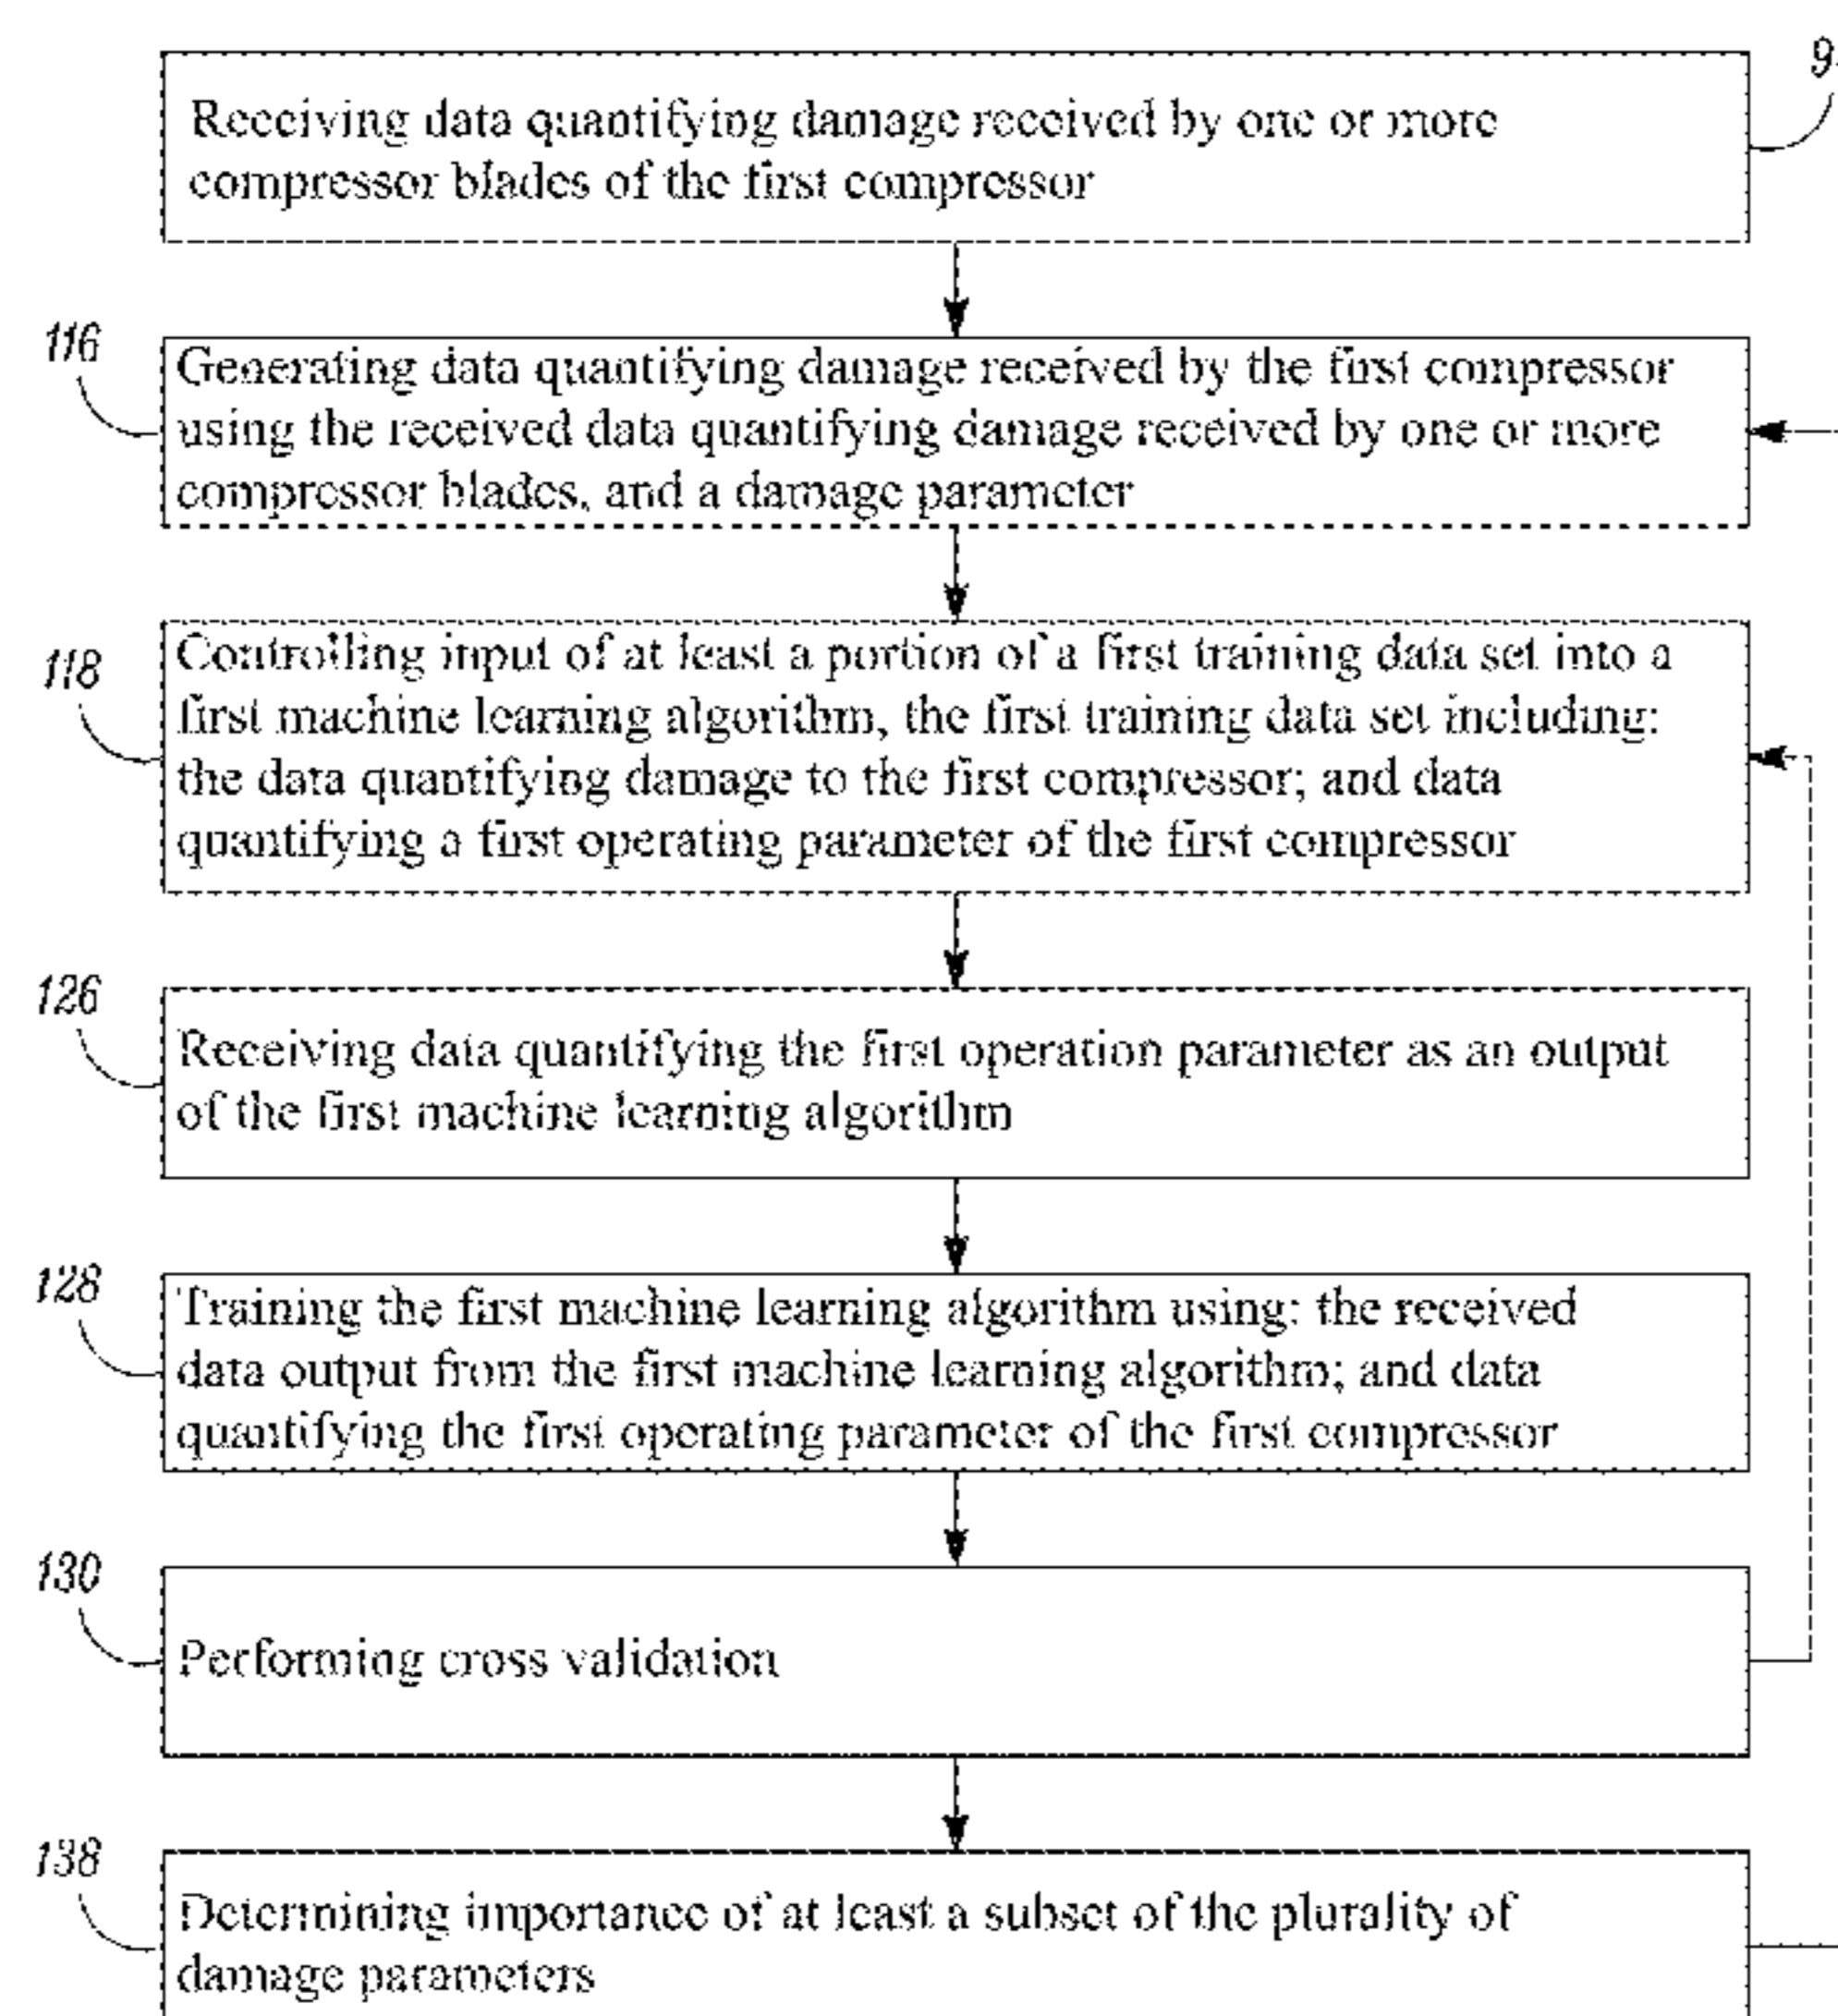 Receiving data quantifying damage received by one or more
compressor blades of the first compressor
116
Generating data quantifying damage received by the first compressor
using the received data quantifying damage received by one or more
compressor blades, and a damage parameter
118
Controlling input of at least a portion of a first training data set into a
first machine learning algorithm, the first training data set including:
the data quantifying damage to the first compressor; and data
quantifying a first operating parameter of the first compressor
126
Receiving data quantifying the first operation parameter as an output
of the first machine learning algorithm
128
Training the first machine learning algorithm using: the received
data output from the first machine learning algorithm; and data
quantifying the first operating parameter of the first compressor
130
Performing cross validation
138
Determining importance of at least a subset of the plurality of
damage parameters